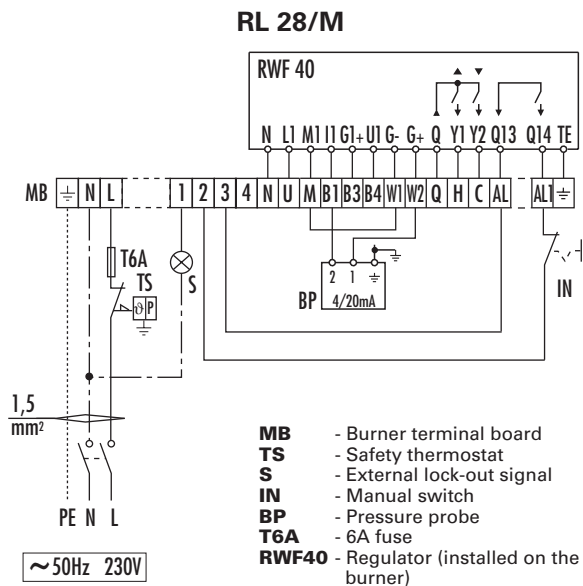 RL 28/M
RWF 40
N L1 M1 I1 G1+ U1 G- G+ Q Y1 Y2 Q13 Q14 TE
MB N L 1 2 3 4 N U M B1 B3 B4 W1 W2 Q H C AL AL1
T6A
TS
ϑ P
S
2 1
BP 4/20mA
IN
1,5
mm²
PE N L
~50Hz 230V
MB - Burner terminal board
TS - Safety thermostat
S - External lock-out signal
IN - Manual switch
BP - Pressure probe
T6A - 6A fuse
RWF40 - Regulator (installed on the
burner)